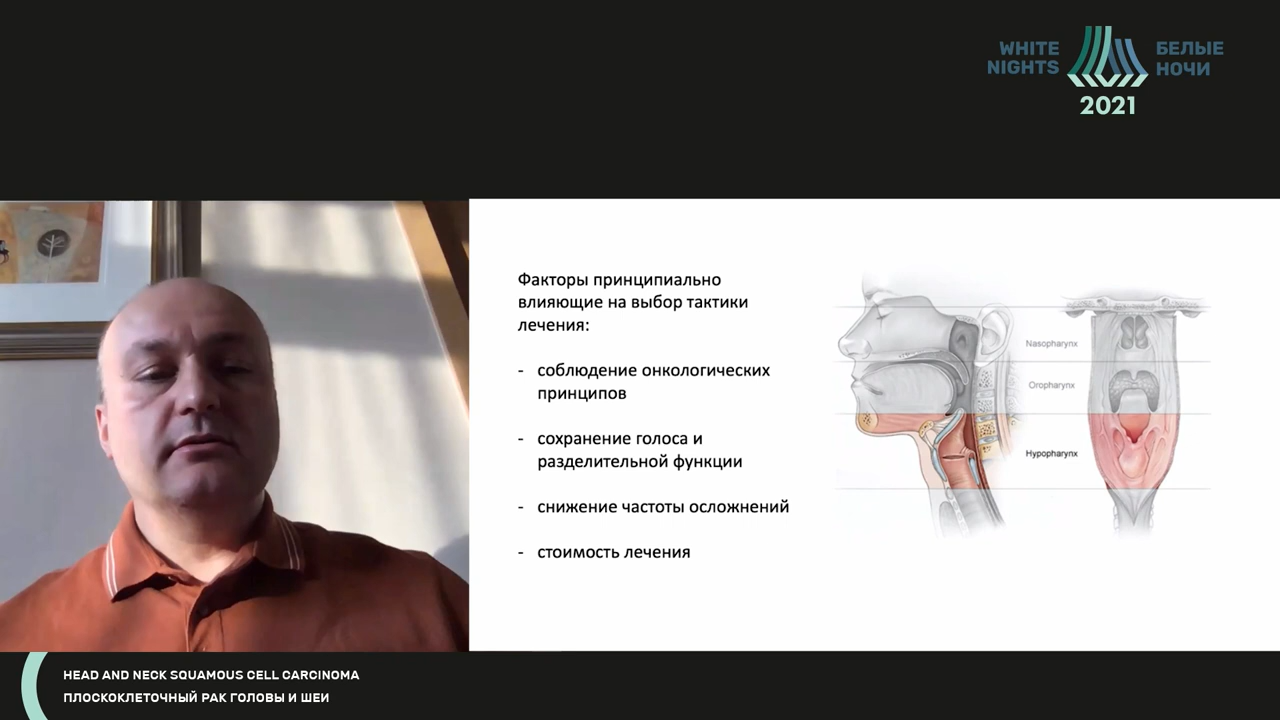 WHITE
NIGHTS
БЕЛЫЕ
НОЧИ
2021
Факторы принципиально
влияющие на выбор тактики
лечения:
- соблюдение онкологических
принципов
- сохранение голоса и
разделительной функции
- снижение частоты осложнений
- стоимость лечения
Nasopharynx
Oropharynx
Hypopharynx
HEAD AND NECK SQUAMOUS CELL CARCINOMA
ПЛОСКОКЛЕТОЧНЫЙ РАК ГОЛОВЫ И ШЕИ